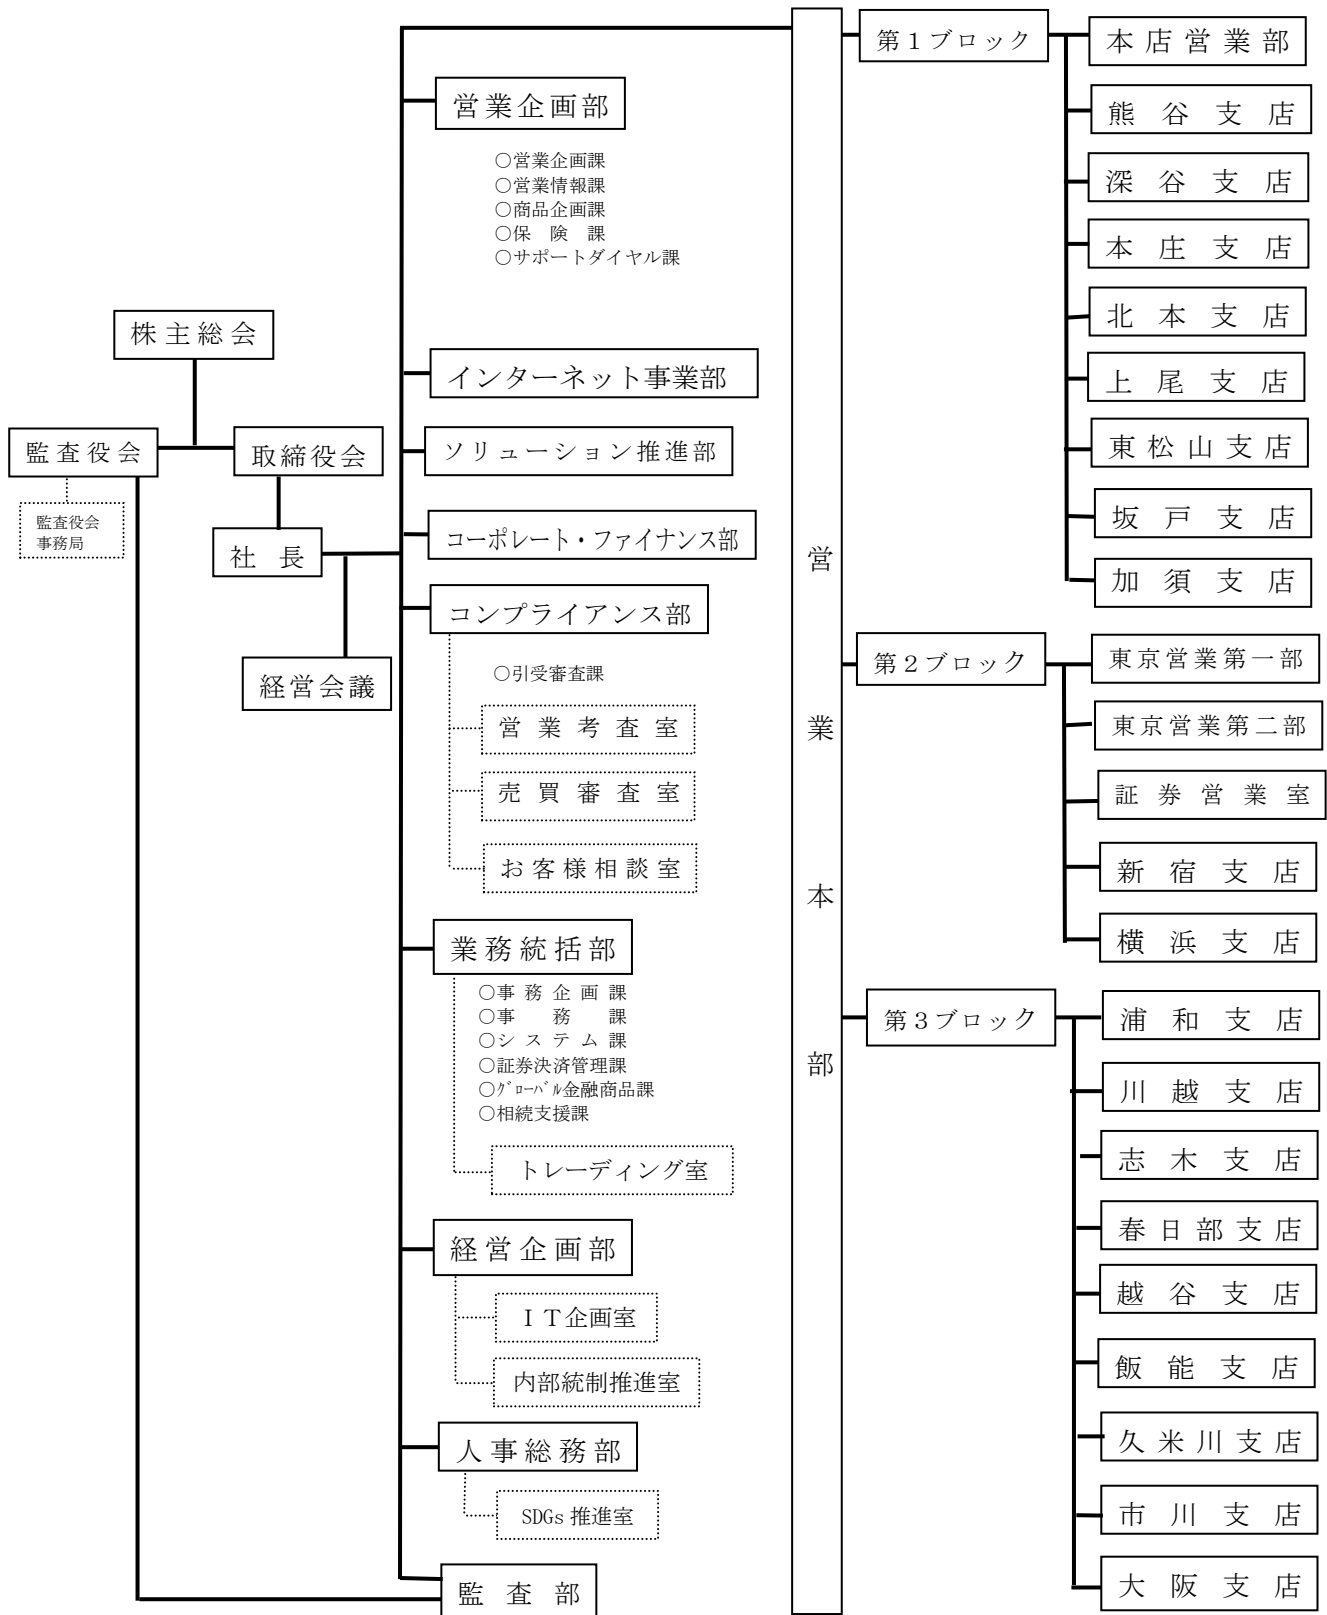 株主総会
監査役会
監査役会
事務局
取締役会
社長
経営会議
営業企画部
○営業企画課
○営業情報課
○商品企画課
○保　険　課
○サポートダイヤル課
インターネット事業部
ソリューション推進部
コーポレート・ファイナンス部
コンプライアンス部
○引受審査課
営業考査室
売買審査室
お客様相談室
業務統括部
○事務企画課
○事　務　課
○システム課
○証券決済管理課
○ｸﾞﾛｰﾊﾞﾙ金融商品課
○相続支援課
トレーディング室
経営企画部
ＩＴ企画室
内部統制推進室
人事総務部
SDGs推進室
監査部
営業本部
第１ブロック
本店営業部
熊谷支店
深谷支店
本庄支店
北本支店
上尾支店
東松山支店
坂戸支店
加須支店
第２ブロック
東京営業第一部
東京営業第二部
証券営業室
新宿支店
横浜支店
第３ブロック
浦和支店
川越支店
志木支店
春日部支店
越谷支店
飯能支店
久米川支店
市川支店
大阪支店